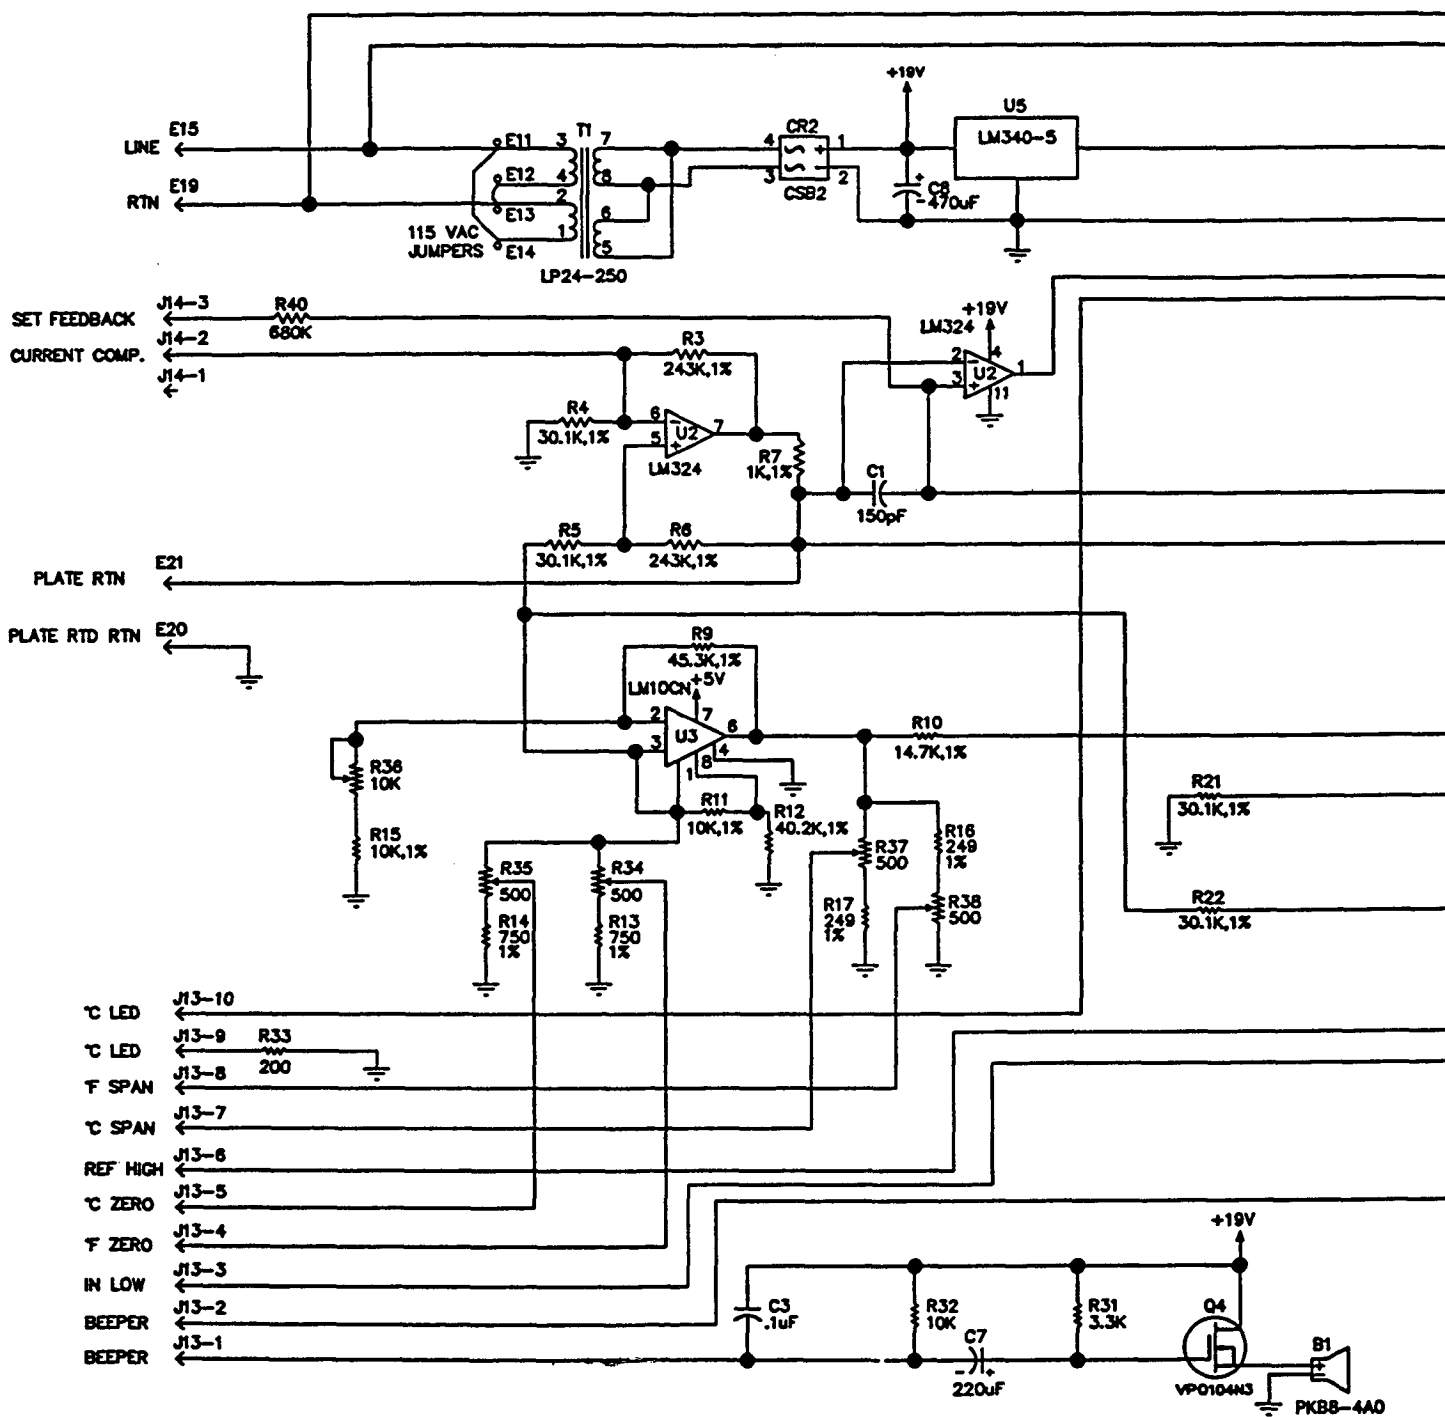 +19V
U5
LM340-5
E15
LINE
E11
3
T1
7
4
CR2
1
E12
4
8
3
CSB2
2
C8
+
-470uF
E19
RTN
2
E13
6
115 VAC
JUMPERS
1
E14
5
LP24-250
J14-3
SET FEEDBACK
R40
680K
+19V
LM324
J14-2
CURRENT COMP.
R3
243K,1%
2
-
4
U2
1
3
+
11
J14-1
R4
30.1K,1%
6
-
U2
7
5
+
LM324
R7
1K,1%
C1
150pF
R5
30.1K,1%
R6
243K,1%
E21
PLATE RTN
E20
PLATE RTD RTN
R9
45.3K,1%
LM10CN
+5V
2
7
U3
6
3
4
8
1
R10
14.7K,1%
R36
10K
R11
10K,1%
R12
40.2K,1%
R21
30.1K,1%
R15
10K,1%
R37
500
R16
249
1%
R35
500
R34
500
R17
249
1%
R38
500
R22
30.1K,1%
R14
750
1%
R13
750
1%
J13-10
°C LED
J13-9
°C LED
R33
200
J13-8
°F SPAN
J13-7
°C SPAN
J13-6
REF HIGH
J13-5
°C ZERO
J13-4
°F ZERO
J13-3
IN LOW
+19V
J13-2
BEEPER
C3
.1uF
R32
10K
R31
3.3K
Q4
J13-1
BEEPER
C7
- +
220uF
VP0104N3
B1
+
-
PKB8-4A0